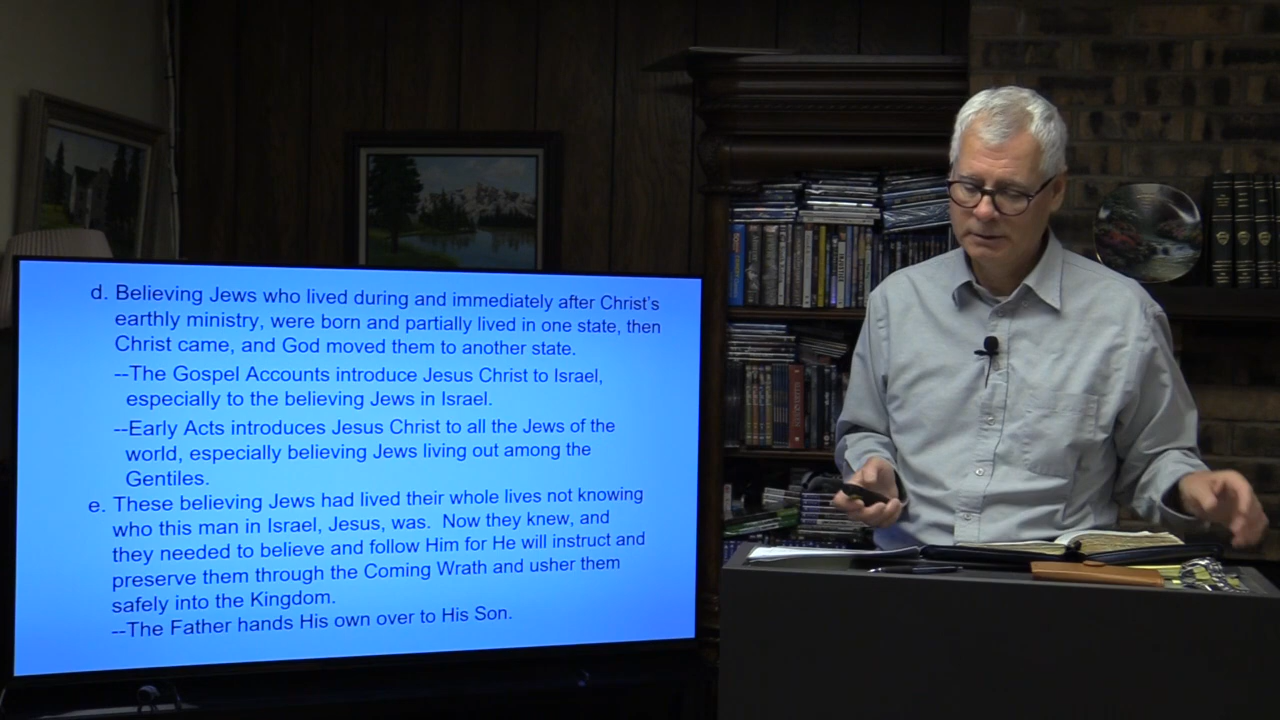 d. Believing Jews who lived during and immediately after Christ's
earthly ministry, were born and partially lived in one state, then
Christ came, and God moved them to another state.
--The Gospel Accounts introduce Jesus Christ to Israel,
especially to the believing Jews in Israel.
--Early Acts introduces Jesus Christ to all the Jews of the
world, especially believing Jews living out among the
Gentiles.
e. These believing Jews had lived their whole lives not knowing
who this man in Israel, Jesus, was.  Now they knew, and
they needed to believe and follow Him for He will instruct and
preserve them through the Coming Wrath and usher them
safely into the Kingdom.
--The Father hands His own over to His Son.